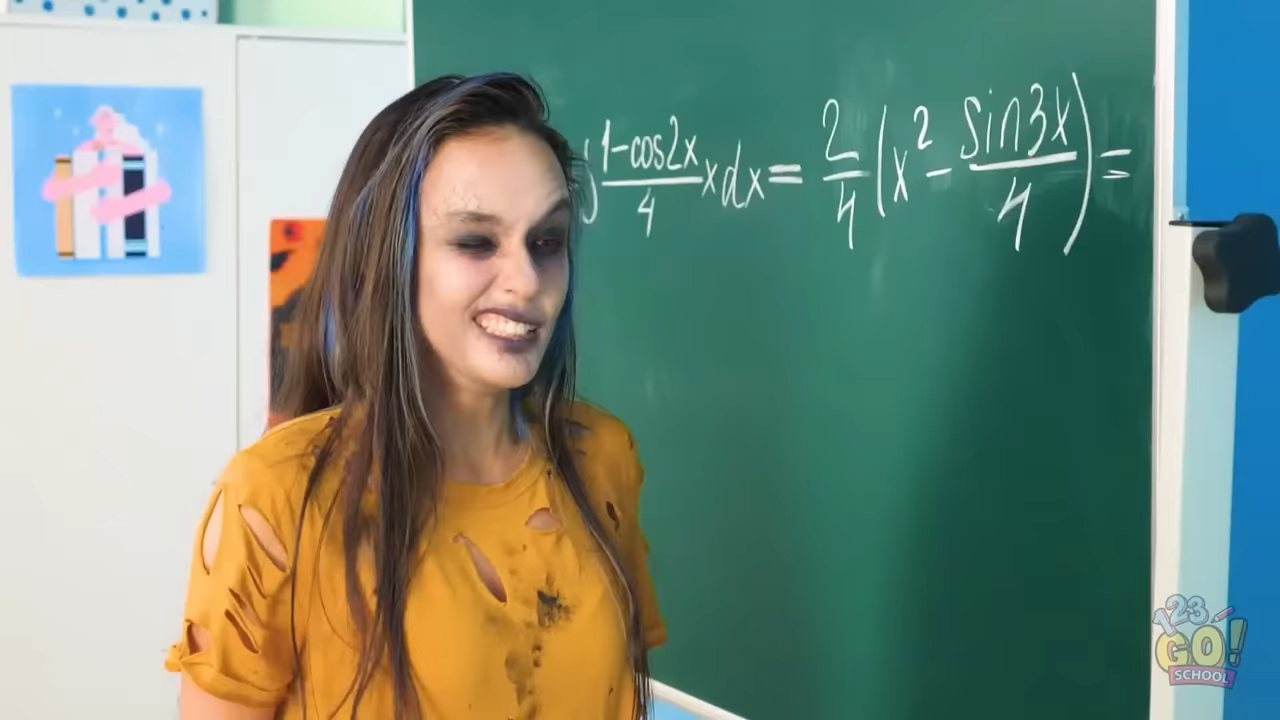 ∫ (1-cos2x)/4 x dx = 2/4 (x² - sin3x/4) =
123 GO! SCHOOL